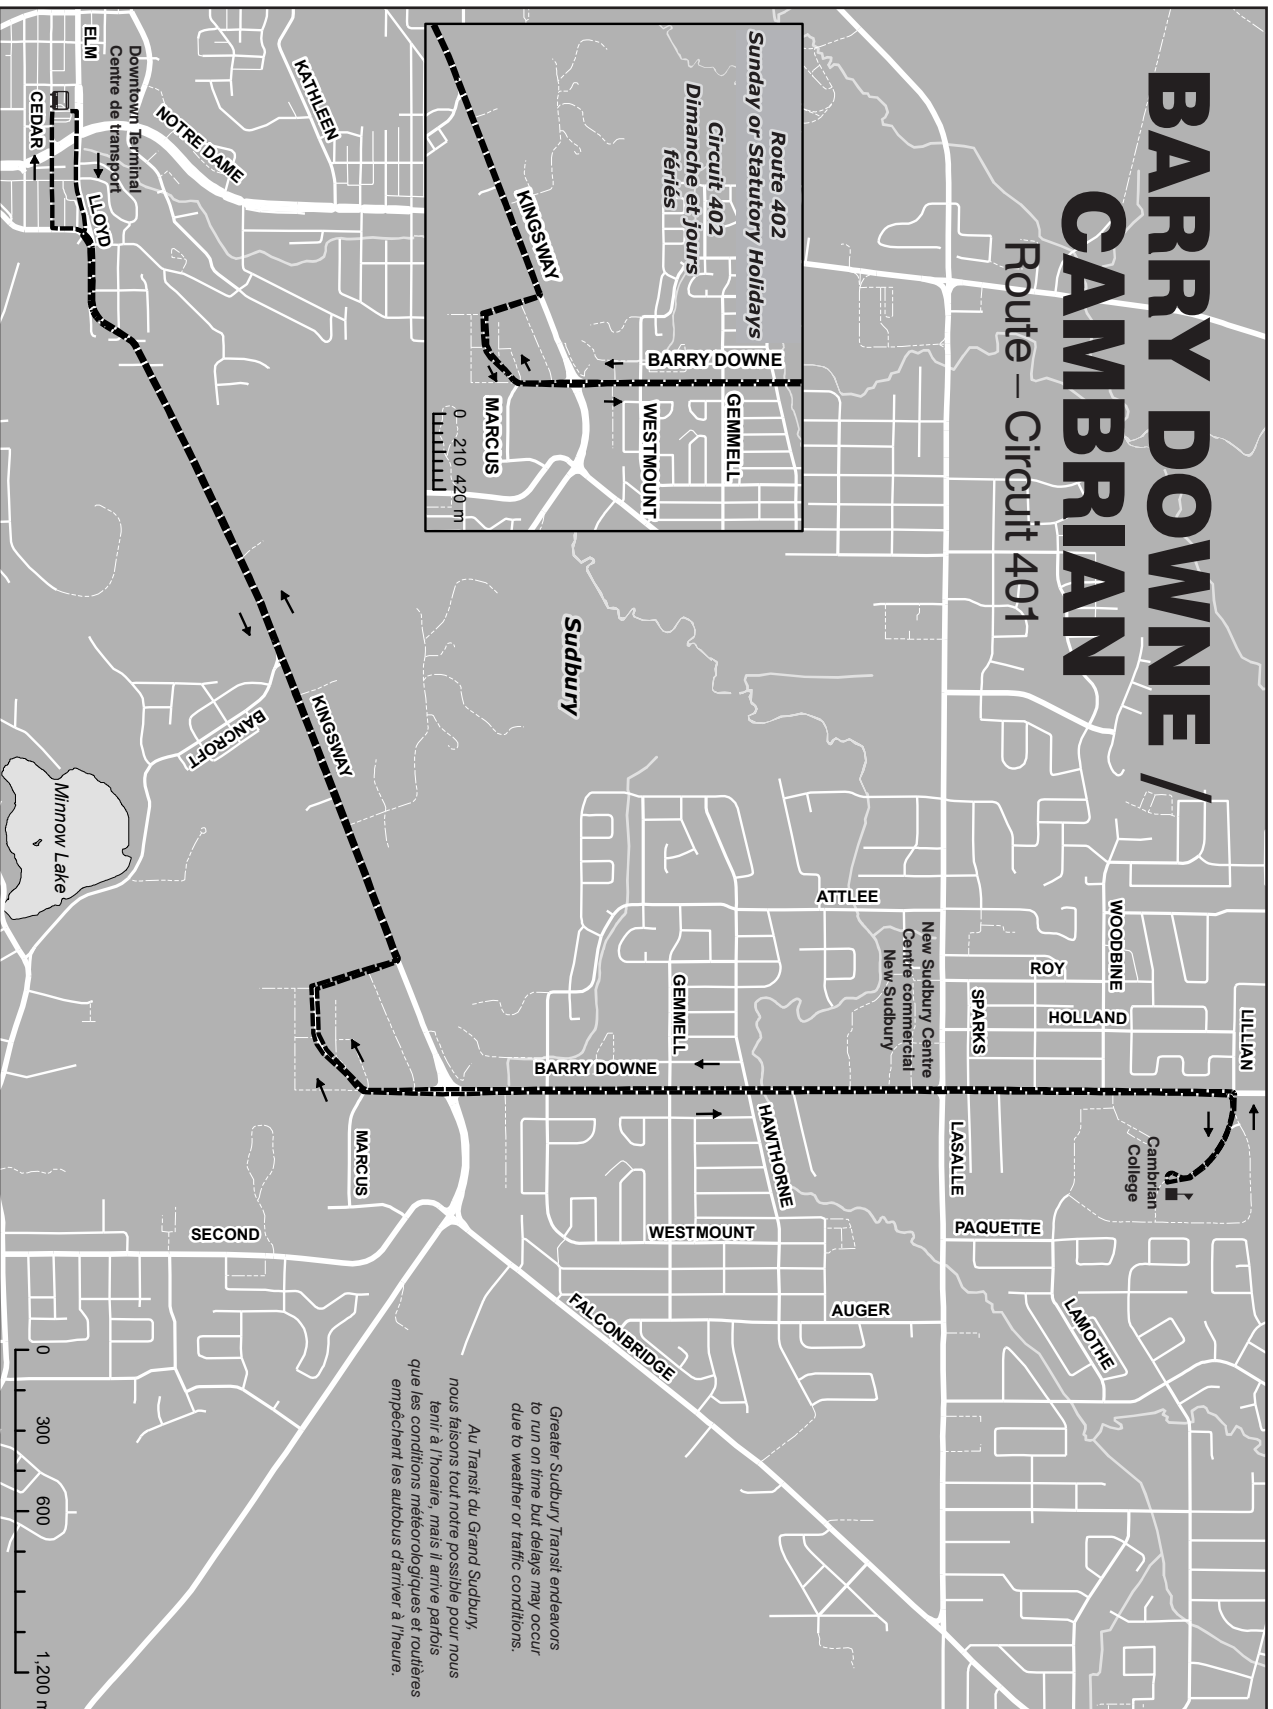 BARRY DOWNE /
CAMBRIAN
Route – Circuit 401
Route 402
Sunday or Statutory Holidays
Circuit 402
Dimanche et jours
fériés
KINGSWAY
BARRY DOWNE
GEMMELL
WESTMOUNT
MARCUS
0 210 420 m
ELM
Downtown Terminal
Centre de transport
CEDAR
KATHLEEN
NOTRE DAME
LLOYD
Sudbury
KINGSWAY
BANCROFT
Minnow Lake
ATTLEE
WOODBINE
ROY
HOLLAND
LILLIAN
SPARKS
New Sudbury Centre
Centre commercial
New Sudbury
GEMMELL
BARRY DOWNE
HAWTHORNE
LASALLE
Cambrian
College
MARCUS
SECOND
WESTMOUNT
PAQUETTE
AUGER
LAMOTHE
FALCONBRIDGE
Greater Sudbury Transit endeavors
to run on time but delays may occur
due to weather or traffic conditions.
Au Transit du Grand Sudbury,
nous faisons tout notre possible pour nous
tenir à l'horaire, mais il arrive parfois
que les conditions météorologiques et routières
empêchent les autobus d'arriver à l'heure.
0 300 600 1,200 m